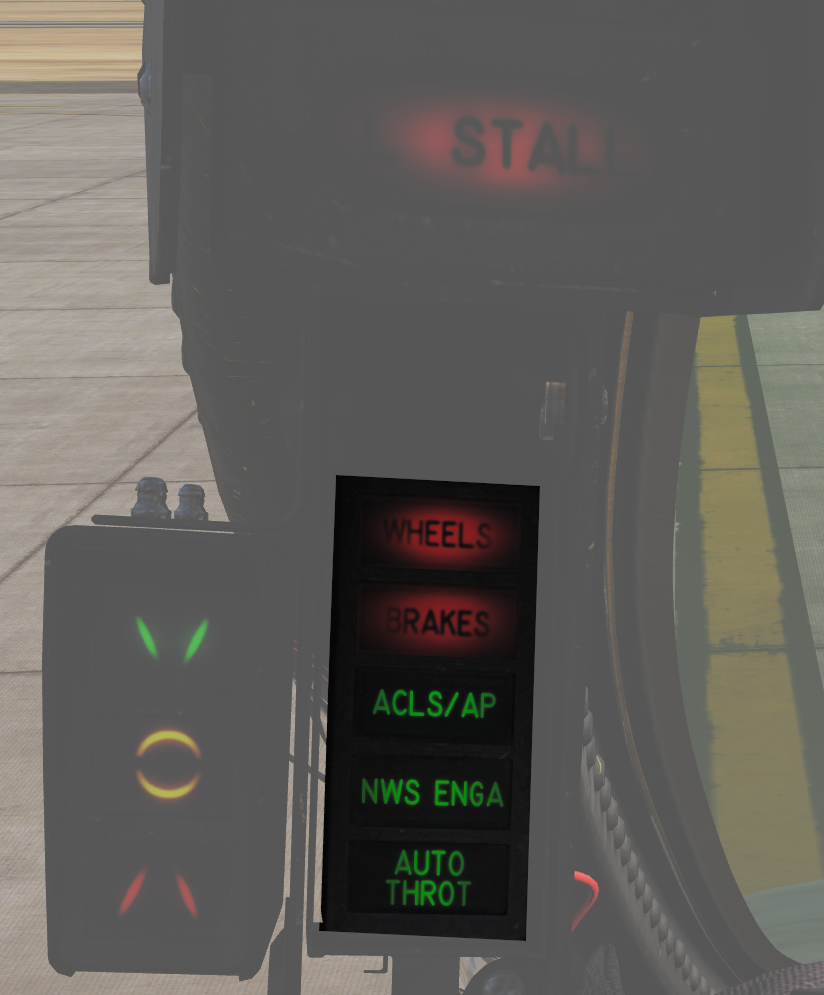 L STALL
WHEELS
BRAKES
ACLS/AP
NWS ENGA
AUTO
THROT